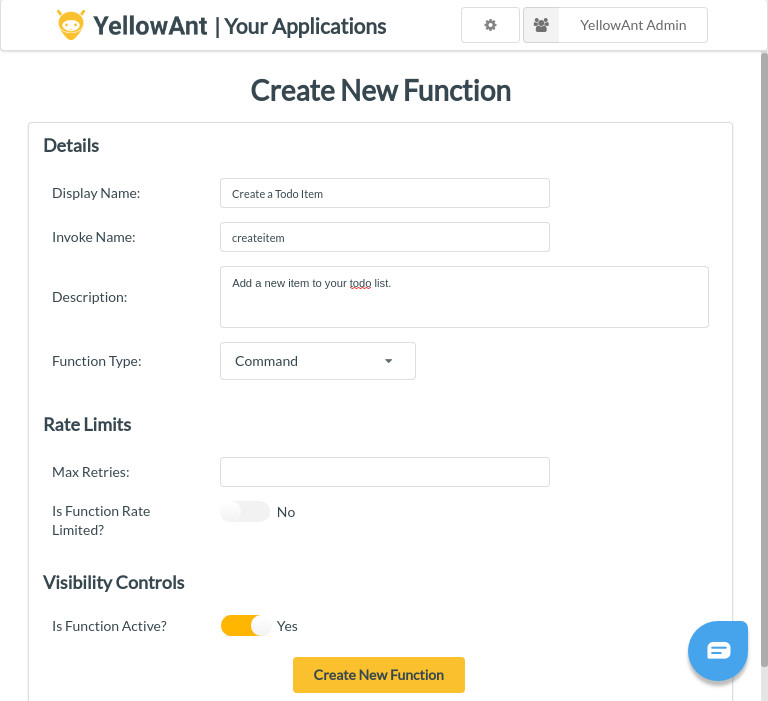 YellowAnt | Your Applications
YellowAnt Admin
Create New Function
Details
Display Name:
Create a Todo Item
Invoke Name:
createitem
Description:
Add a new item to your todo list.
Function Type:
Command
Rate Limits
Max Retries:
Is Function Rate
Limited?
No
Visibility Controls
Is Function Active?
Yes
Create New Function